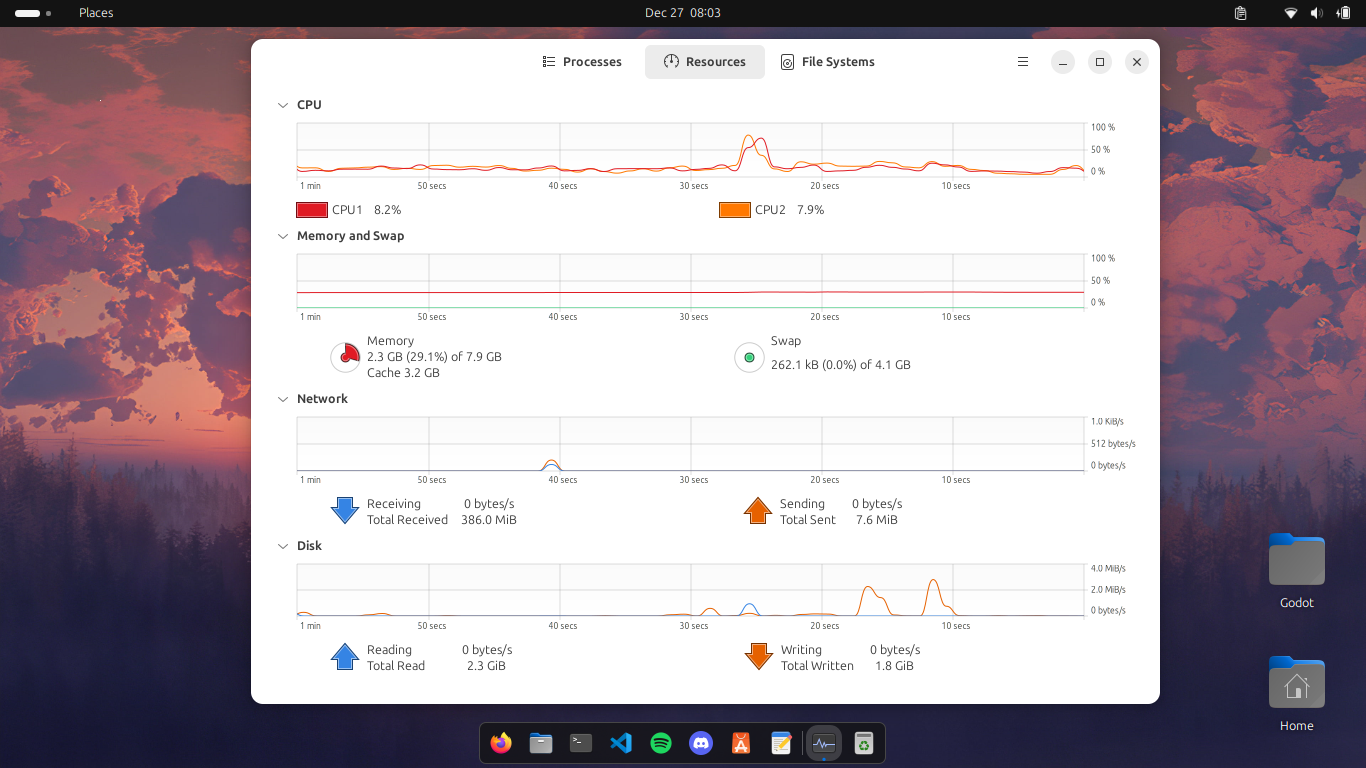 Places
Dec 27 08:03
Processes
Resources
File Systems
CPU
100 %
50 %
0 %
1 min 50 secs 40 secs 30 secs 20 secs 10 secs
CPU1 8.2%
CPU2 7.9%
Memory and Swap
100 %
50 %
0 %
1 min 50 secs 40 secs 30 secs 20 secs 10 secs
Memory
2.3 GB (29.1%) of 7.9 GB
Cache 3.2 GB
Swap
262.1 kB (0.0%) of 4.1 GB
Network
1.0 KiB/s
512 bytes/s
0 bytes/s
1 min 50 secs 40 secs 30 secs 20 secs 10 secs
Receiving 0 bytes/s
Total Received 386.0 MiB
Sending 0 bytes/s
Total Sent 7.6 MiB
Disk
4.0 MiB/s
2.0 MiB/s
0 bytes/s
1 min 50 secs 40 secs 30 secs 20 secs 10 secs
Reading 0 bytes/s
Total Read 2.3 GiB
Writing 0 bytes/s
Total Written 1.8 GiB
Godot
Home